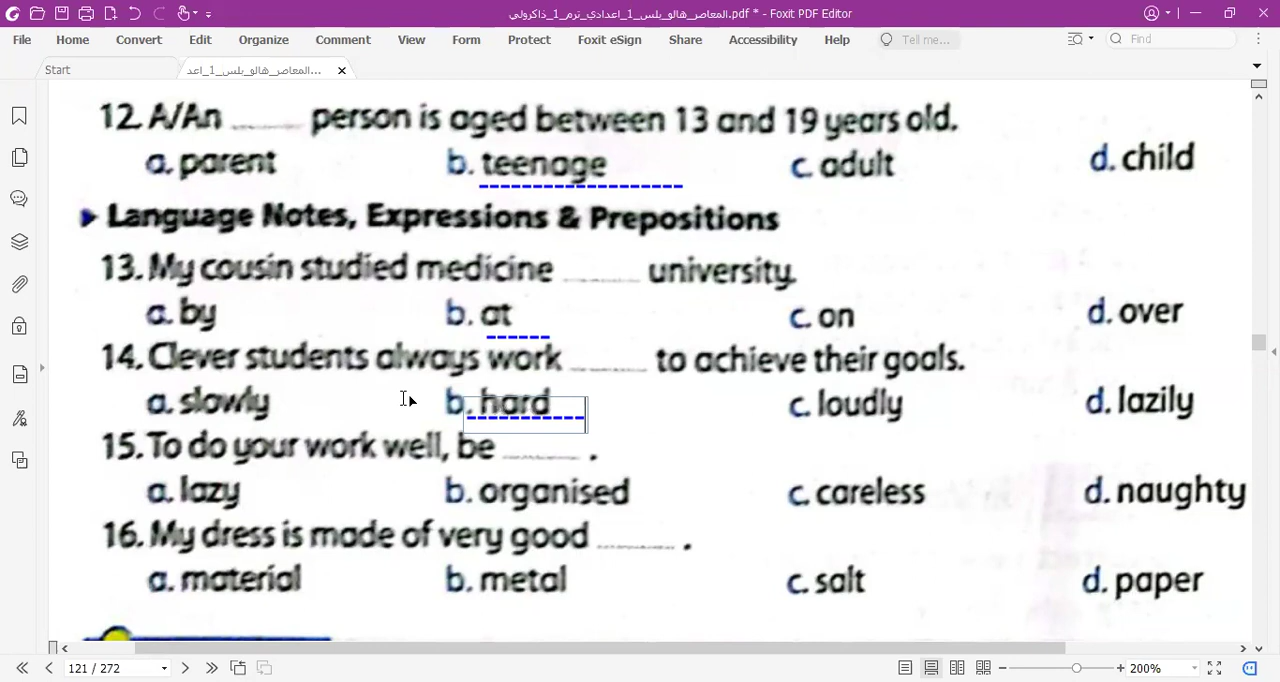 المعاصر_هالو_بلس_1_اعدادي_ترم_1_ذاكرولي.pdf * - Foxit PDF Editor
File Home Convert Edit Organize Comment View Form Protect Foxit eSign Share Accessibility Help Tell me... Find
Start المعاصر_هالو_بلس_1_اعد...
12. A/An ........ person is aged between 13 and 19 years old.
a. parent b. teenage c. adult d. child
Language Notes, Expressions & Prepositions
13. My cousin studied medicine ........ university.
a. by b. at c. on d. over
14. Clever students always work ........ to achieve their goals.
a. slowly b. hard c. loudly d. lazily
15. To do your work well, be ........ .
a. lazy b. organised c. careless d. naughty
16. My dress is made of very good ........ .
a. material b. metal c. salt d. paper
121 / 272 200%